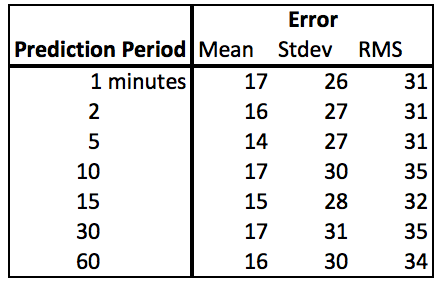 Error
Prediction Period Mean Stdev RMS
1 minutes 17 26 31
2 16 27 31
5 14 27 31
10 17 30 35
15 15 28 32
30 17 31 35
60 16 30 34